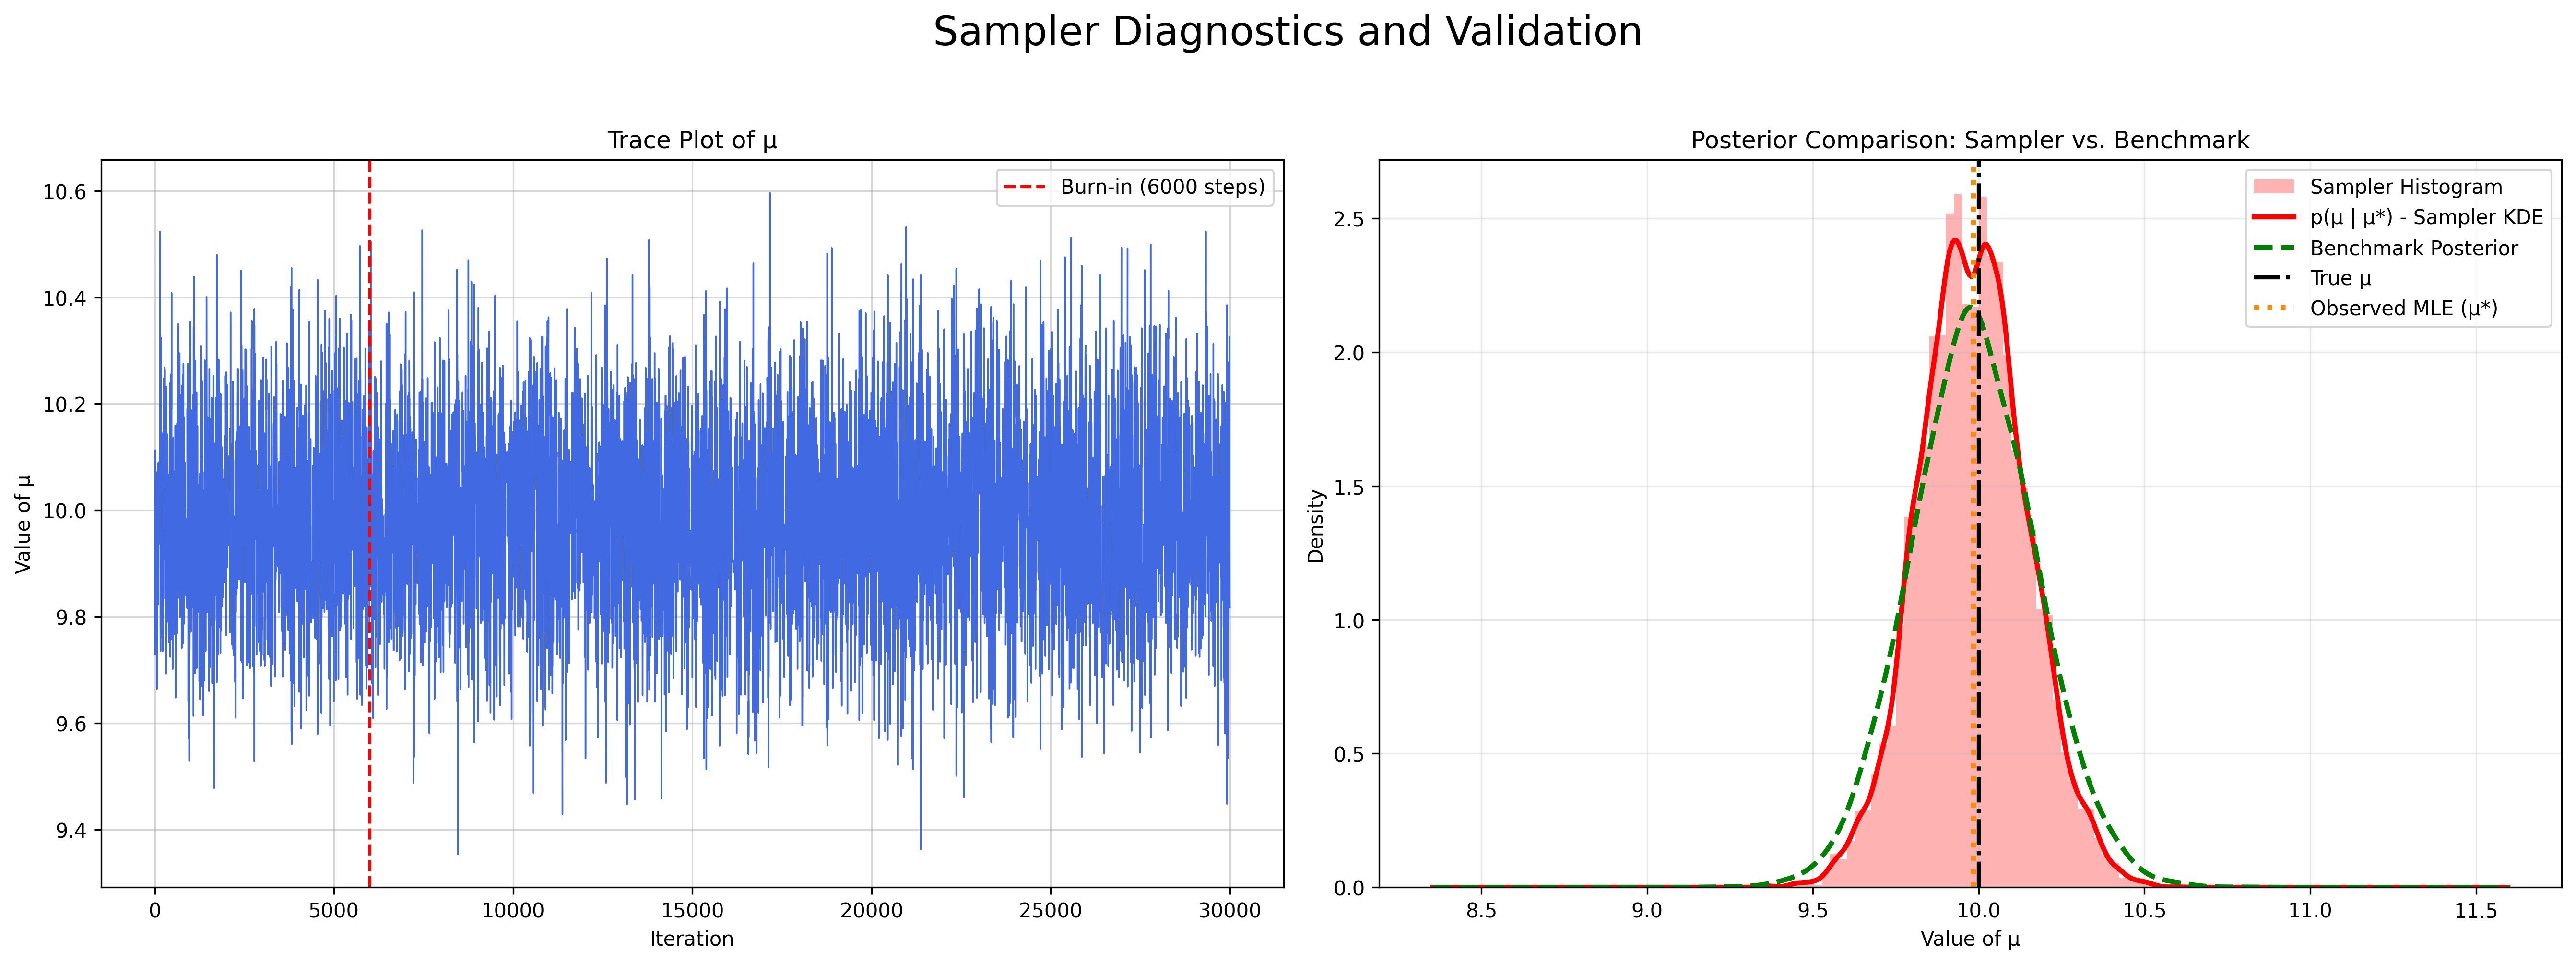 Sampler Diagnostics and Validation
Trace Plot of μ
Burn-in (6000 steps)
10.6
10.4
10.2
10.0
9.8
9.6
9.4
Value of μ
0 5000 10000 15000 20000 25000 30000
Iteration
Posterior Comparison: Sampler vs. Benchmark
Sampler Histogram
p(μ | μ*) - Sampler KDE
Benchmark Posterior
True μ
Observed MLE (μ*)
2.5
2.0
1.5
1.0
0.5
0.0
Density
8.5 9.0 9.5 10.0 10.5 11.0 11.5
Value of μ